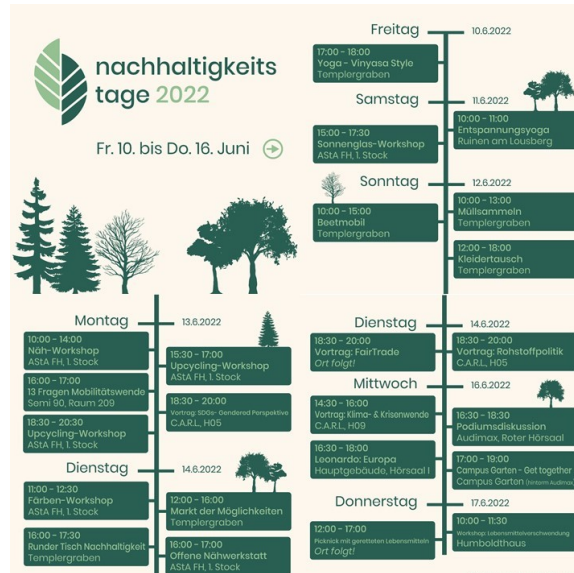 nachhaltigkeits
tage 2022
Fr. 10. bis Do. 16. Juni
Freitag
10.6.2022
17:00 - 18:00
Yoga - Vinyasa Style
Templergraben
Samstag
11.6.2022
10:00 - 11:00
Entspannungsyoga
Ruinen am Lousberg
15:00 - 17:30
Sonnenglas-Workshop
AStA FH, 1. Stock
Sonntag
12.6.2022
10:00 - 15:00
Beetmobil
Templergraben
10:00 - 13:00
Müllsammeln
Templergraben
12:00 - 18:00
Kleidertausch
Templergraben
Montag
13.6.2022
10:00 - 14:00
Näh-Workshop
AStA FH, 1. Stock
15:30 - 17:00
Upcycling-Workshop
AStA FH, 1. Stock
16:00 - 17:00
13 Fragen Mobilitätswende
Semi 90, Raum 209
18:30 - 20:00
Vortrag: SDGs- Gendered Perspektive
C.A.R.L., H05
18:30 - 20:30
Upcycling-Workshop
AStA FH, 1. Stock
Dienstag
14.6.2022
11:00 - 12:30
Färben-Workshop
AStA FH, 1. Stock
12:00 - 16:00
Markt der Möglichkeiten
Templergraben
16:00 - 17:30
Runder Tisch Nachhaltigkeit
Templergraben
16:00 - 17:00
Offene Nähwerkstatt
AStA FH, 1. Stock
Dienstag
14.6.2022
18:30 - 20:00
Vortrag: FairTrade
Ort folgt!
18:30 - 20:00
Vortrag: Rohstoffpolitik
C.A.R.L., H05
Mittwoch
16.6.2022
14:30 - 16:00
Vortrag: Klima- & Krisenwende
C.A.R.L., H09
16:30 - 18:30
Podiumsdiskussion
Audimax, Roter Hörsaal
16:30 - 18:00
Leonardo: Europa
Hauptgebäude, Hörsaal I
17:00 - 19:00
Campus Garten - Get together
Campus Garten (hinterm Audimax)
Donnerstag
17.6.2022
12:00 - 17:00
Picknick mit geretteten Lebensmitteln
Ort folgt!
10:00 - 11:30
Workshop: Lebensmittelverschwendung
Humboldthaus